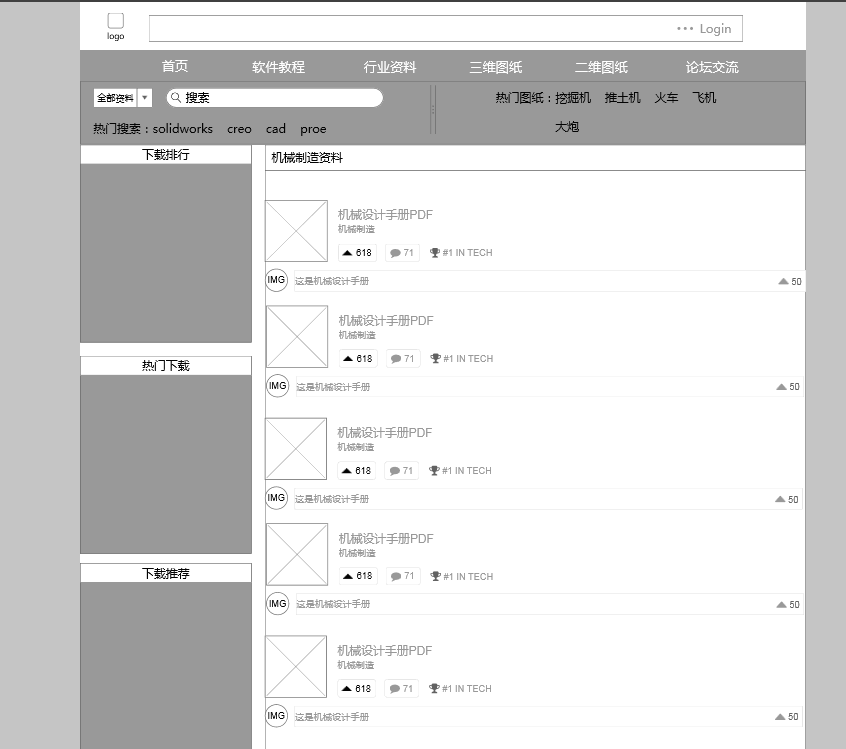 logo
••• Login
首页 软件教程 行业资料 三维图纸 二维图纸 论坛交流
全部资料 搜索
热门图纸：挖掘机 推土机 火车 飞机
大炮
热门搜索：solidworks creo cad proe
下载排行
热门下载
下载推荐
机械制造资料
机械设计手册PDF
机械制造
618 71 #1 IN TECH
IMG 这是机械设计手册 50
机械设计手册PDF
机械制造
618 71 #1 IN TECH
IMG 这是机械设计手册 50
机械设计手册PDF
机械制造
618 71 #1 IN TECH
IMG 这是机械设计手册 50
机械设计手册PDF
机械制造
618 71 #1 IN TECH
IMG 这是机械设计手册 50
机械设计手册PDF
机械制造
618 71 #1 IN TECH
IMG 这是机械设计手册 50